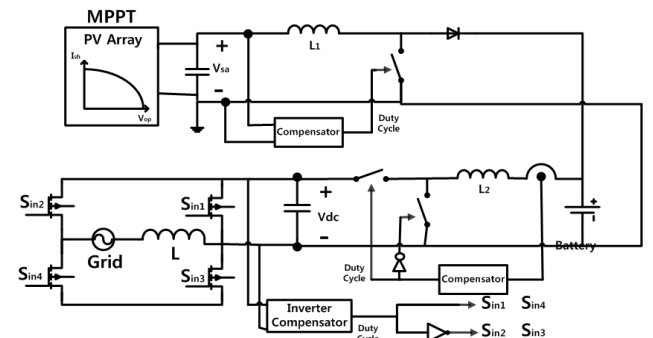 MPPT
PV Array
Ish
Vop
+
Vsa
−
L1
Compensator
Duty
Cycle
Sin2
Sin1
Sin4
Sin3
Grid
L
+
Vdc
−
L2
+
-
Battery
Duty
Cycle
Compensator
Inverter
Compensator
Duty
Cycle
Sin1 Sin4
Sin2 Sin3